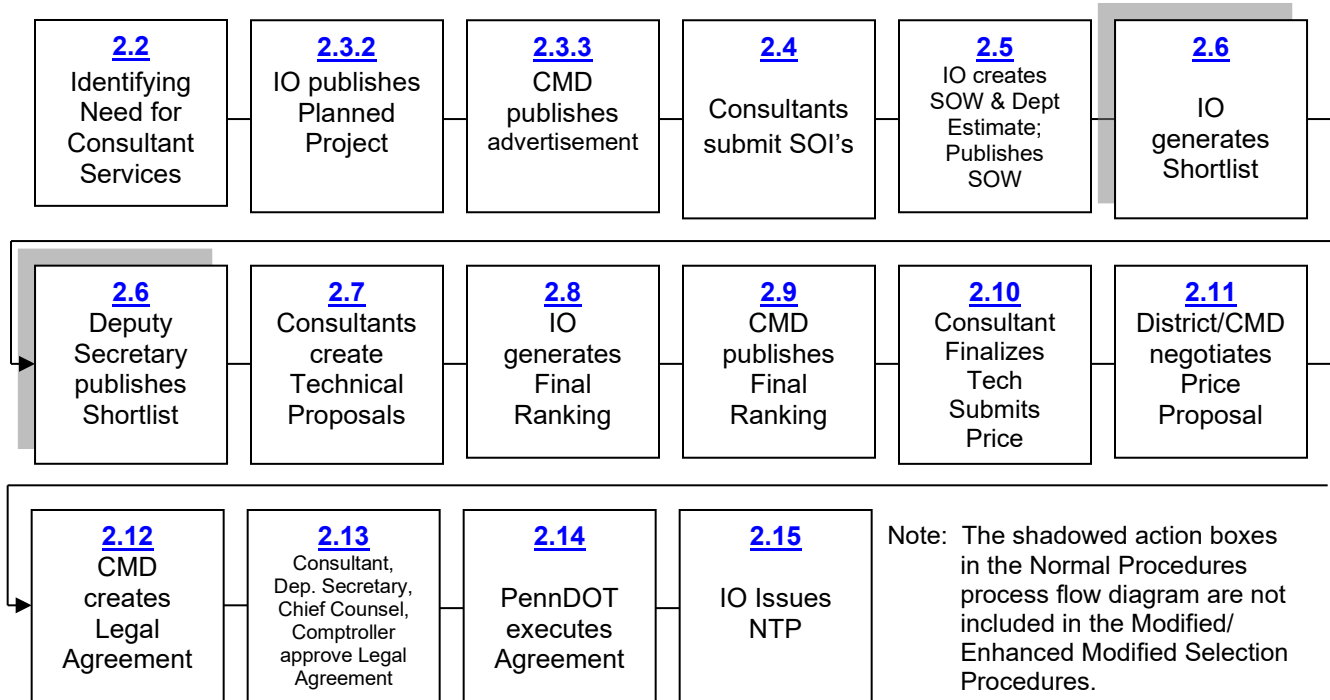 2.2
Identifying
Need for
Consultant
Services
2.3.2
IO publishes
Planned
Project
2.3.3
CMD
publishes
advertisement
2.4
Consultants
submit SOI's
2.5
IO creates
SOW & Dept
Estimate;
Publishes
SOW
2.6
IO
generates
Shortlist
2.6
Deputy
Secretary
publishes
Shortlist
2.7
Consultants
create
Technical
Proposals
2.8
IO
generates
Final
Ranking
2.9
CMD
publishes
Final
Ranking
2.10
Consultant
Finalizes
Tech
Submits
Price
2.11
District/CMD
negotiates
Price
Proposal
2.12
CMD
creates
Legal
Agreement
2.13
Consultant,
Dep. Secretary,
Chief Counsel,
Comptroller
approve Legal
Agreement
2.14
PennDOT
executes
Agreement
2.15
IO Issues
NTP
Note: The shadowed action boxes
in the Normal Procedures
process flow diagram are not
included in the Modified/
Enhanced Modified Selection
Procedures.